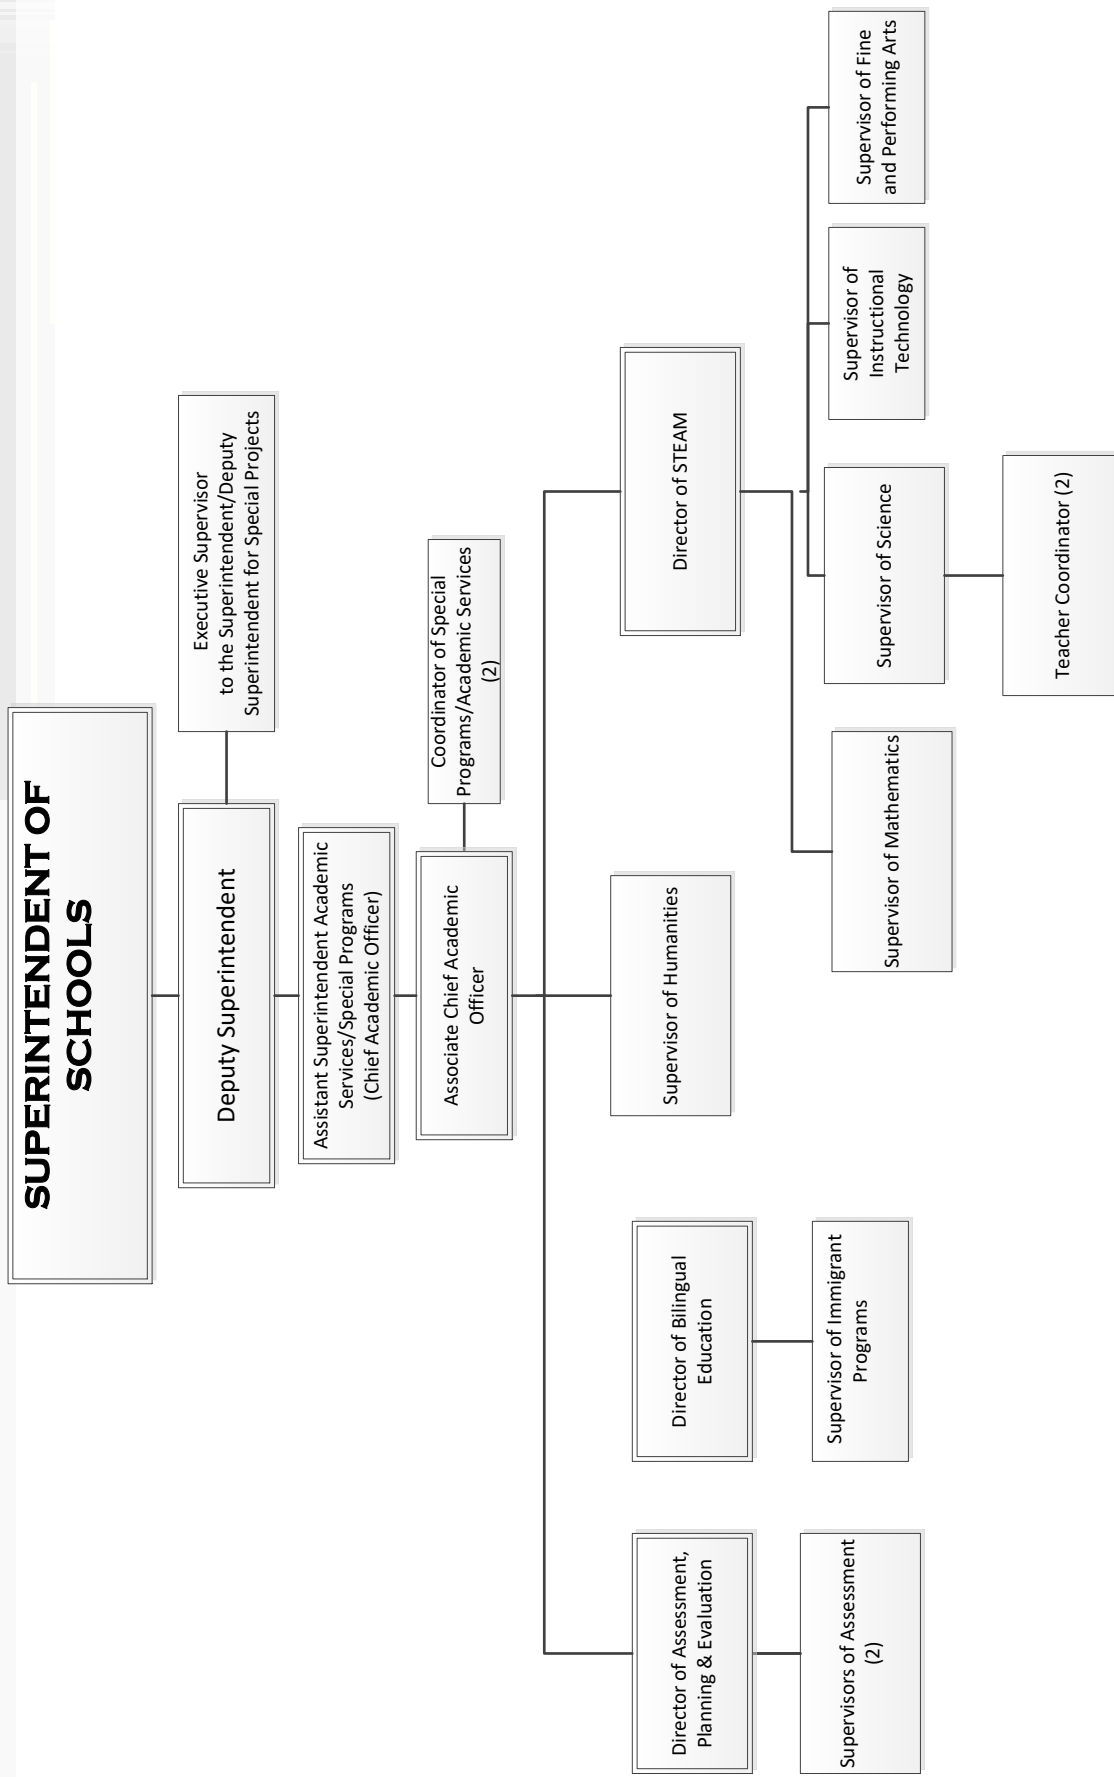 SUPERINTENDENT OF
SCHOOLS
Deputy Superintendent
Executive Supervisor
to the Superintendent/Deputy
Superintendent for Special Projects
Assistant Superintendent Academic
Services/Special Programs
(Chief Academic Officer)
Associate Chief Academic
Officer
Coordinator of Special
Programs/Academic Services
(2)
Director of Assessment,
Planning & Evaluation
Director of Bilingual
Education
Supervisor of Humanities
Director of STEAM
Supervisors of Assessment
(2)
Supervisor of Immigrant
Programs
Supervisor of Mathematics
Supervisor of Science
Supervisor of
Instructional
Technology
Supervisor of Fine
and Performing Arts
Teacher Coordinator (2)